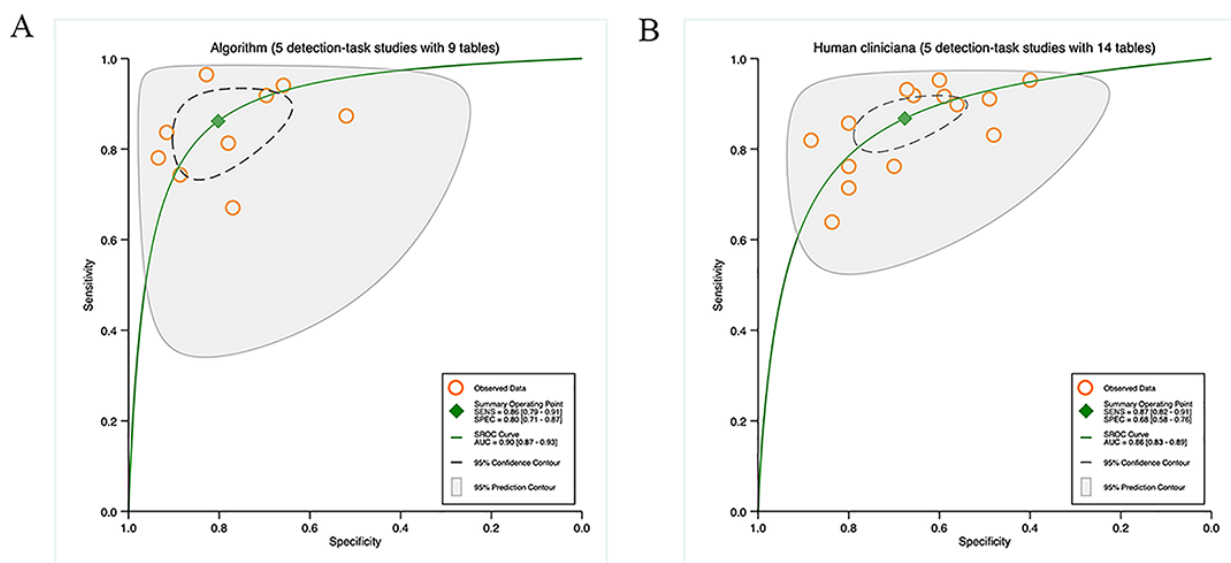 A
Algorithm (5 detection-task studies with 9 tables)
1.0
0.8
0.6
0.4
0.2
0.0
Sensitivity
1.0
0.8
0.6
0.4
0.2
0.0
Specificity
Observed Data
Summary Operating Point
SENS = 0.86 [0.79 - 0.91]
SPEC = 0.80 [0.71 - 0.87]
SROC Curve
AUC = 0.90 [0.87 - 0.93]
95% Confidence Contour
95% Prediction Contour
B
Human cliniciana (5 detection-task studies with 14 tables)
1.0
0.8
0.6
0.4
0.2
0.0
Sensitivity
1.0
0.8
0.6
0.4
0.2
0.0
Specificity
Observed Data
Summary Operating Point
SENS = 0.87 [0.82 - 0.91]
SPEC = 0.68 [0.58 - 0.76]
SROC Curve
AUC = 0.86 [0.83 - 0.89]
95% Confidence Contour
95% Prediction Contour